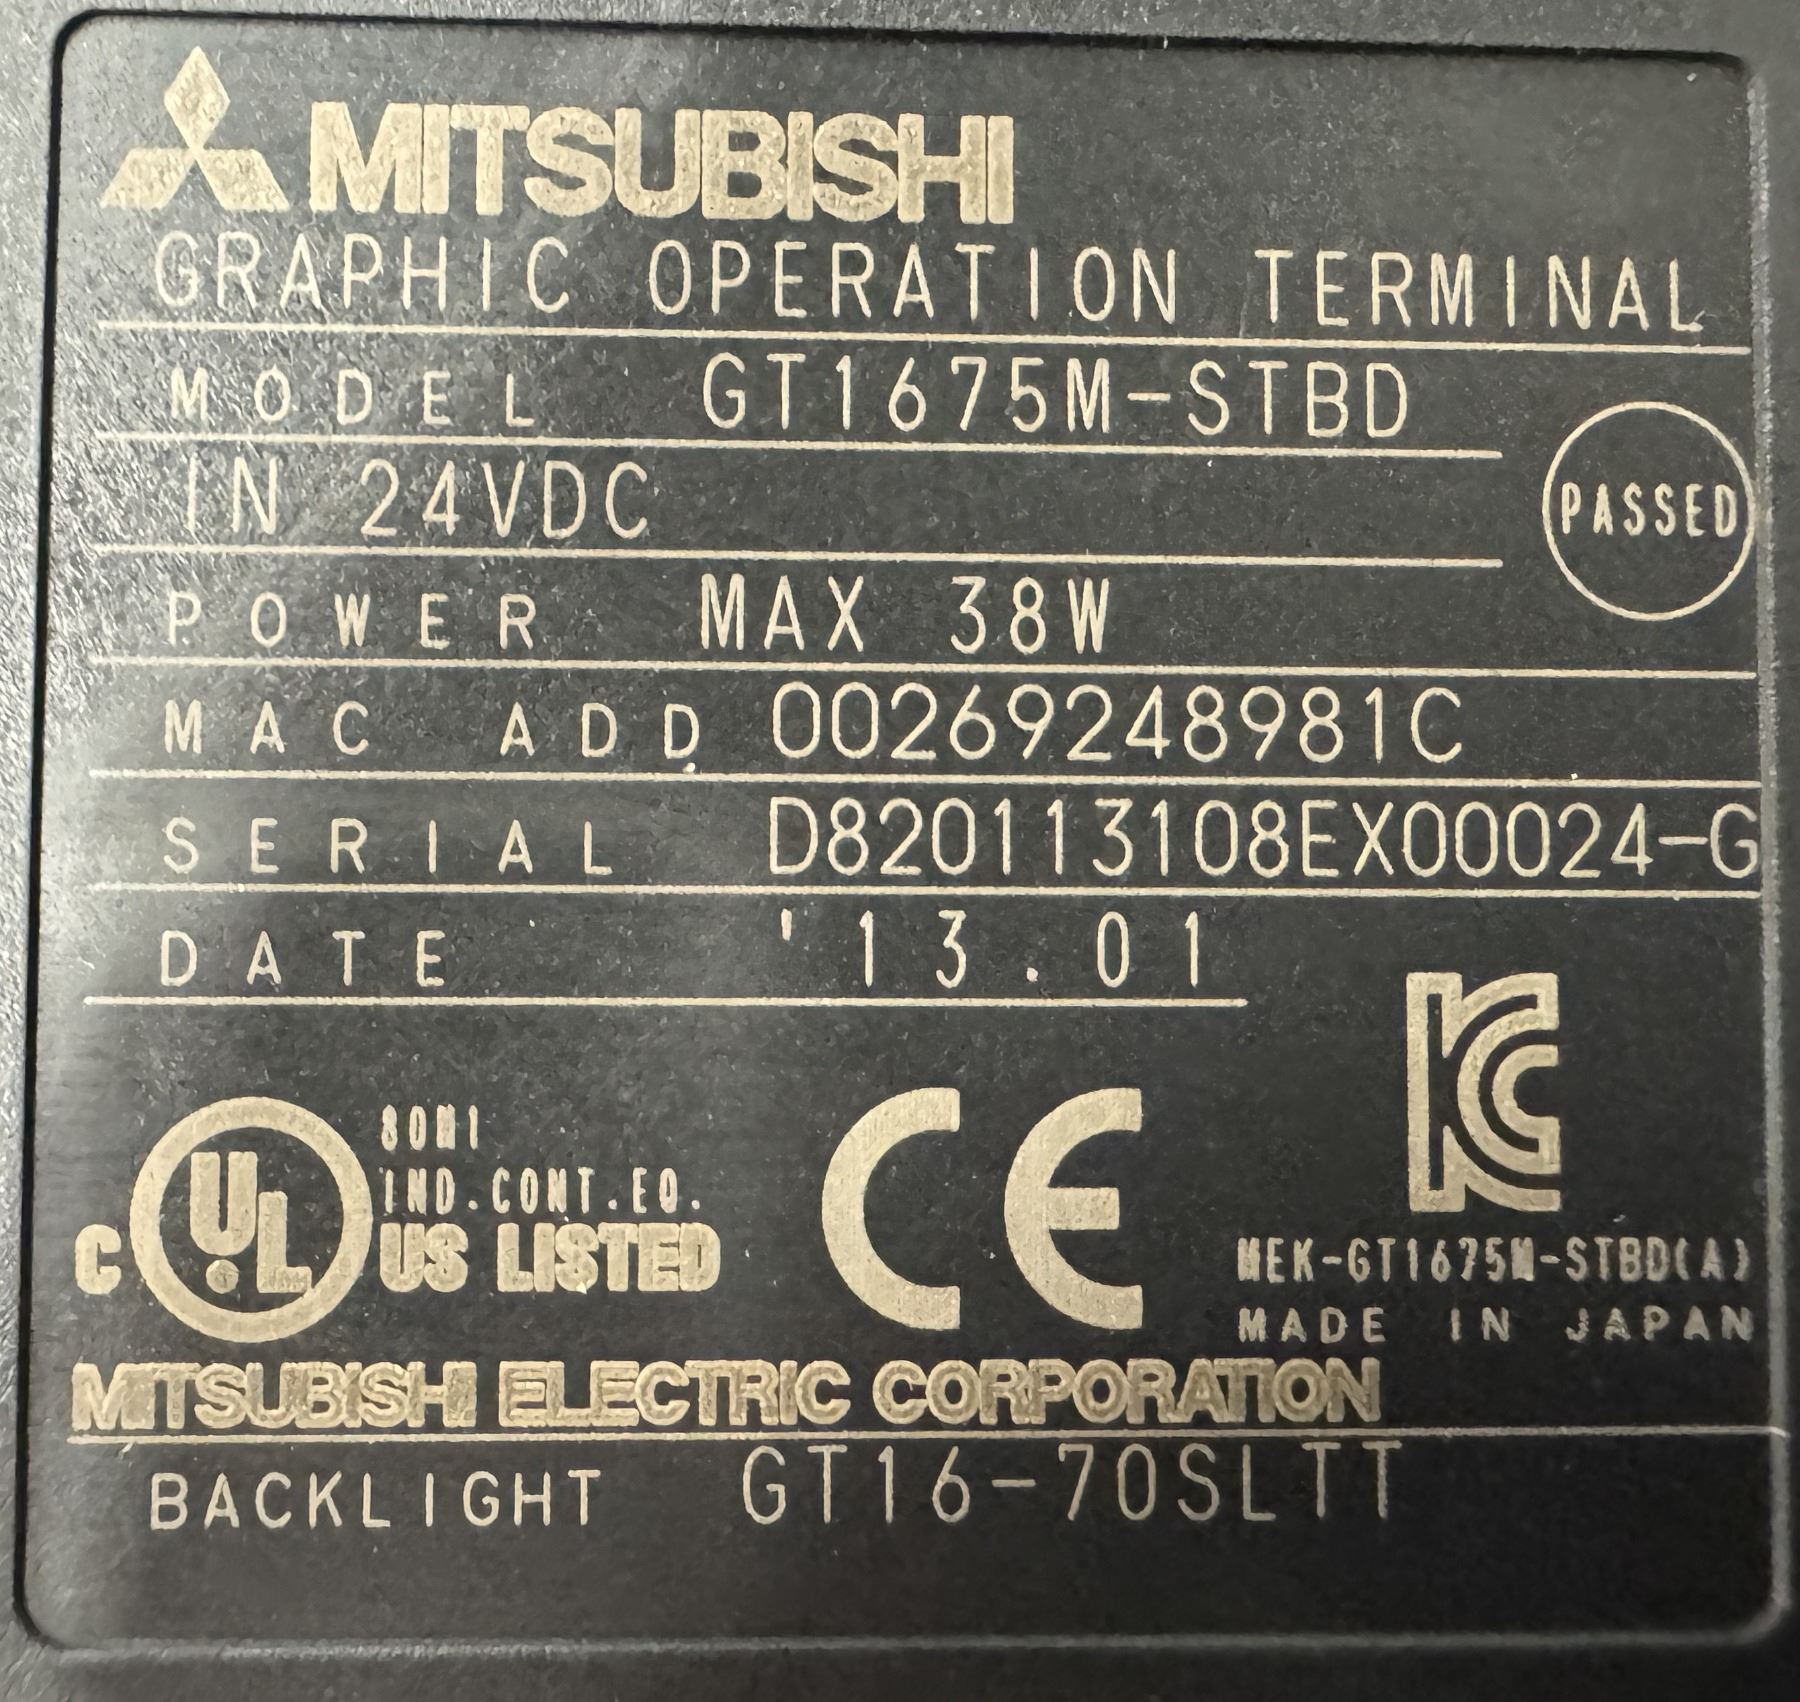 MITSUBISHI
GRAPHIC OPERATION TERMINAL
MODEL GT1675M-STBD
IN 24VDC
PASSED
POWER MAX 38W
MAC ADD 00269248981C
SERIAL D820113108EX00024-G
DATE '13.01
80M1
IND.CONT.EQ.
C UL US LISTED
CE
KC
MEK-GT1675M-STBD(A)
MADE IN JAPAN
MITSUBISHI ELECTRIC CORPORATION
BACKLIGHT GT16-70SLTT